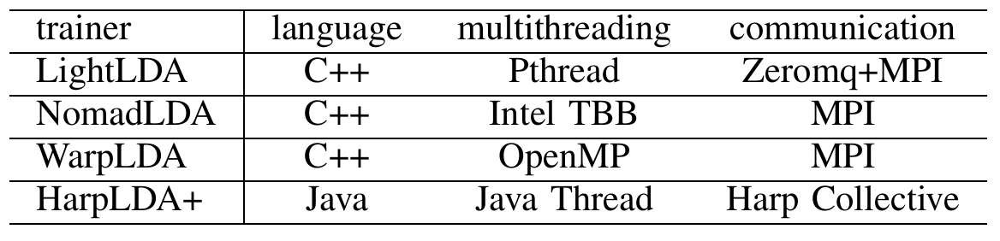 trainer language multithreading communication
LightLDA C++ Pthread Zeromq+MPI
NomadLDA C++ Intel TBB MPI
WarpLDA C++ OpenMP MPI
HarpLDA+ Java Java Thread Harp Collective